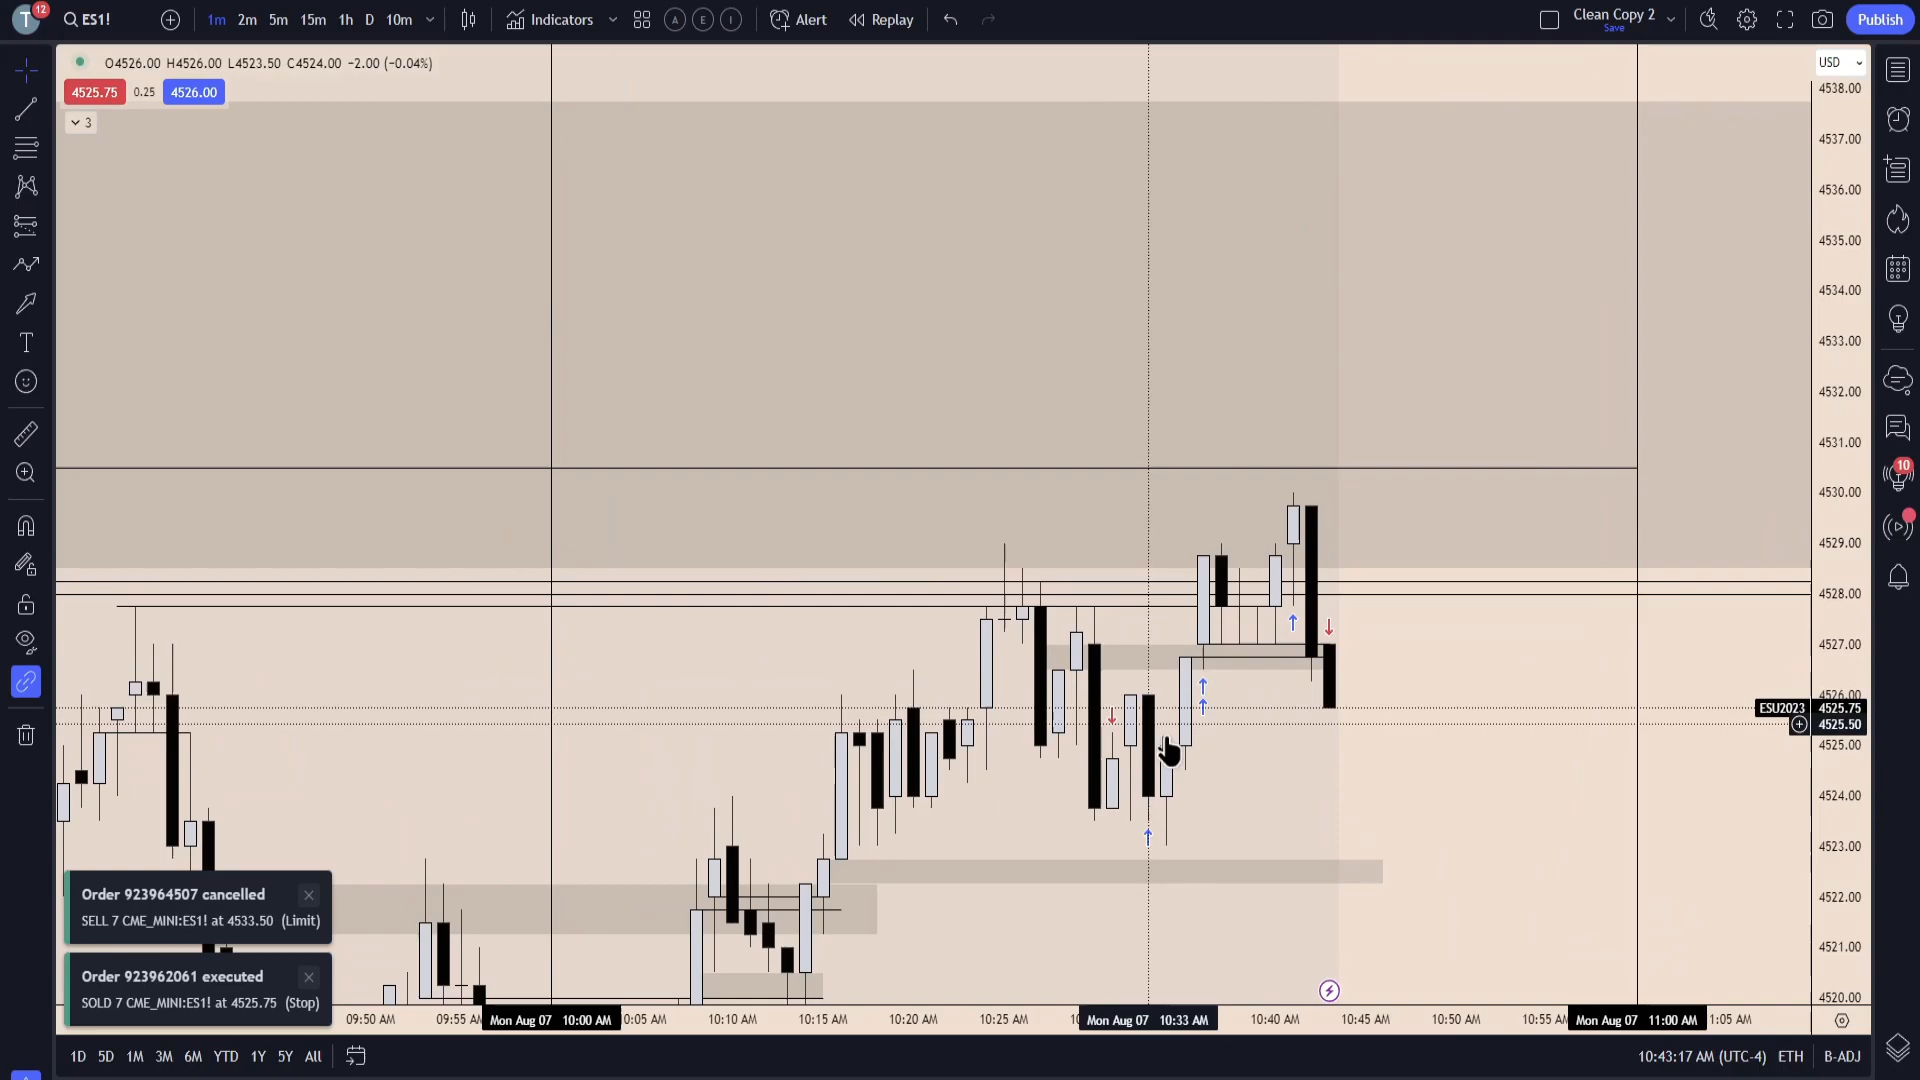 T
12
ES1!
1m 2m 5m 15m 1h D 10m
Indicators
A E I
Alert
Replay
Clean Copy 2
Save
Publish
O4526.00 H4526.00 L4523.50 C4524.00 −2.00 (−0.04%)
4525.75 0.25 4526.00
3
USD
4538.00
4537.00
4536.00
4535.00
4534.00
4533.00
4532.00
4531.00
4530.00
4529.00
4528.00
4527.00
4526.00
ESU2023 4525.75
4525.50
4525.00
4524.00
4523.00
4522.00
4521.00
4520.00
10
T
Order 923964507 cancelled
SELL 7 CME_MINI:ES1! at 4533.50 (Limit)
Order 923962061 executed
SOLD 7 CME_MINI:ES1! at 4525.75 (Stop)
09:50 AM 09:55 AM Mon Aug 07 10:00 AM 10:05 AM 10:10 AM 10:15 AM 10:20 AM 10:25 AM Mon Aug 07 10:33 AM 10:40 AM 10:45 AM 10:50 AM 10:55 AM Mon Aug 07 11:00 AM 1:05 AM
1D 5D 1M 3M 6M YTD 1Y 5Y All
10:43:17 AM (UTC-4) ETH B-ADJ